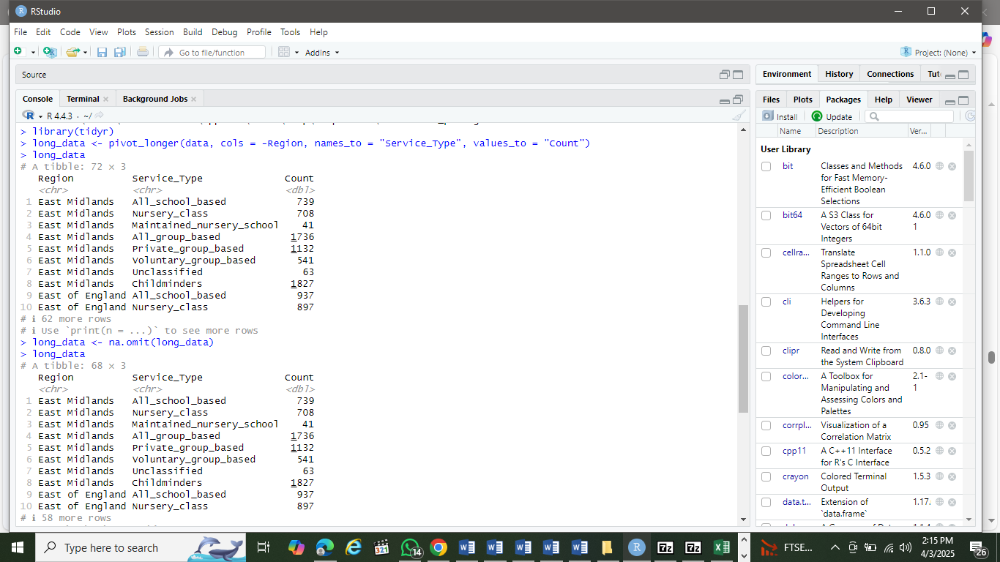 RStudio
File Edit Code View Plots Session Build Debug Profile Tools Help
Go to file/function Addins Project: (None)
Source
Console Terminal Background Jobs
R 4.4.3 · ~/
> library(tidyr)
> long_data <- pivot_longer(data, cols = -Region, names_to = "Service_Type", values_to = "Count")
> long_data
# A tibble: 72 × 3
Region Service_Type Count
<chr> <chr> <dbl>
1 East Midlands All_school_based 739
2 East Midlands Nursery_class 708
3 East Midlands Maintained_nursery_school 41
4 East Midlands All_group_based 1736
5 East Midlands Private_group_based 1132
6 East Midlands Voluntary_group_based 541
7 East Midlands Unclassified 63
8 East Midlands Childminders 1827
9 East of England All_school_based 937
10 East of England Nursery_class 897
# ℹ 62 more rows
# ℹ Use `print(n = ...)` to see more rows
> long_data <- na.omit(long_data)
> long_data
# A tibble: 68 × 3
Region Service_Type Count
<chr> <chr> <dbl>
1 East Midlands All_school_based 739
2 East Midlands Nursery_class 708
3 East Midlands Maintained_nursery_school 41
4 East Midlands All_group_based 1736
5 East Midlands Private_group_based 1132
6 East Midlands Voluntary_group_based 541
7 East Midlands Unclassified 63
8 East Midlands Childminders 1827
9 East of England All_school_based 937
10 East of England Nursery_class 897
# ℹ 58 more rows
Environment History Connections Tut
Files Plots Packages Help Viewer
Install Update
Name Description Ver...
User Library
bit Classes and Methods 4.6.0
for Fast Memory-
Efficient Boolean
Selections
bit64 A S3 Class for 4.6.0
Vectors of 64bit 1
Integers
cellra... Translate 1.1.0
Spreadsheet Cell
Ranges to Rows and
Columns
cli Helpers for 3.6.3
Developing
Command Line
Interfaces
clipr Read and Write from 0.8.0
the System Clipboard
color... A Toolbox for 2.1-
Manipulating and 1
Assessing Colors and
Palettes
corrpl... Visualization of a 0.95
Correlation Matrix
cpp11 A C++11 Interface 0.5.2
for R's C Interface
crayon Colored Terminal 1.5.3
Output
data.t... Extension of 1.17.
`data.frame`
Type here to search
14
FTSE...
2:15 PM
4/3/2025
26